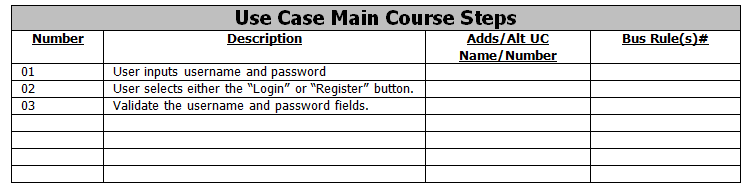 Use Case Main Course Steps
Number Description Adds/Alt UC Name/Number Bus Rule(s)#
01 User inputs username and password
02 User selects either the “Login” or “Register” button.
03 Validate the username and password fields.